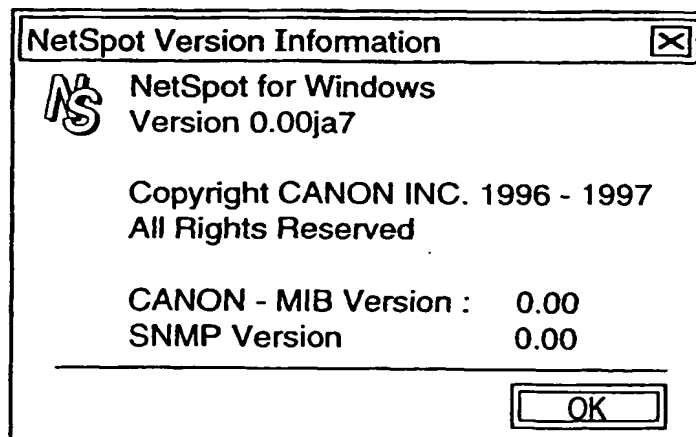 NetSpot Version Information
NS
NetSpot for Windows
Version 0.00ja7
Copyright CANON INC. 1996 - 1997
All Rights Reserved
CANON - MIB Version : 0.00
SNMP Version 0.00
OK